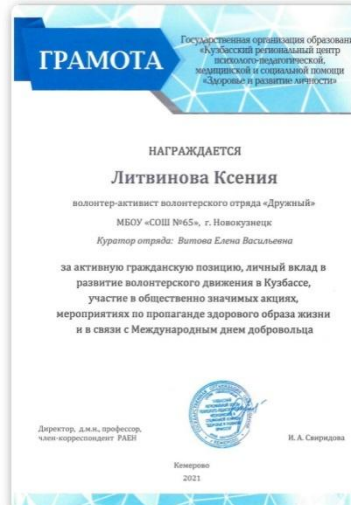 ГРАМОТА
Государственная организация образования
«Кузбасский региональный центр
психолого-педагогической,
медицинской и социальной помощи
«Здоровье и развитие личности»
НАГРАЖДАЕТСЯ
Литвинова Ксения
волонтер-активист волонтерского отряда «Дружный»
МБОУ «СОШ №65», г. Новокузнецк
Куратор отряда: Витова Елена Васильевна
за активную гражданскую позицию, личный вклад в
развитие волонтерского движения в Кузбассе,
участие в общественно значимых акциях,
мероприятиях по пропаганде здорового образа жизни
и в связи с Международным днем добровольца
Директор, д.м.н., профессор,
член-корреспондент РАЕН
И. А. Свиридова
Кемерово
2021